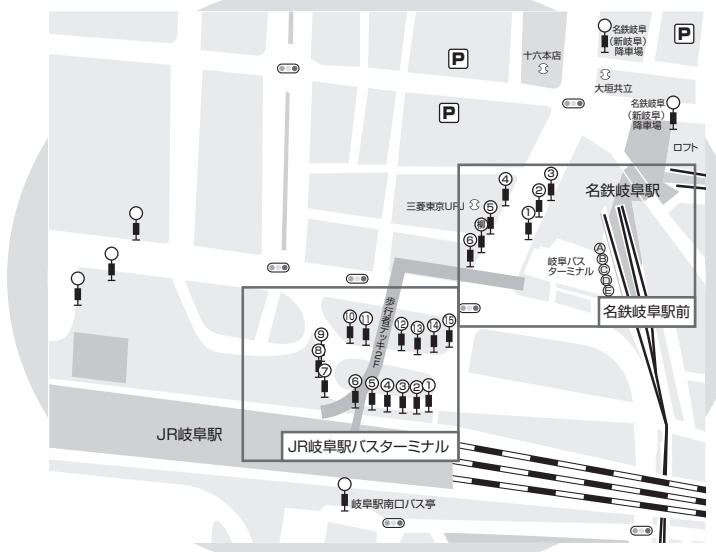 名鉄岐阜
(新岐阜)
降車場
P
十六本店
P
大垣共立
P
名鉄岐阜
(新岐阜)
降車場
ロフト
④
③
②
①
三菱東京UFJ
⑤
柳
⑥
名鉄岐阜駅
岐阜バス
ターミナル
A
B
C
D
E
名鉄岐阜駅前
歩行者デッキ2F
⑩
⑪
⑫
⑬
⑭
⑮
⑨
⑧
⑦
⑥
⑤
④
③
②
①
JR岐阜駅
JR岐阜駅バスターミナル
岐阜駅南口バス亭